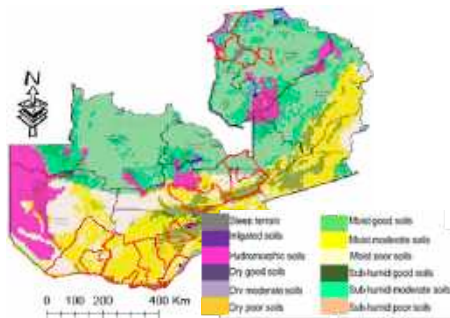 N
Steep terrain
Irrigated soils
Hydromorphic soils
Dry good soils
Dry moderate soils
Dry poor soils
Moist good soils
Moist moderate soils
Moist poor soils
Sub-humid good soils
Sub-humid moderate soils
Sub-humid poor soils
0 100 200 400 Km